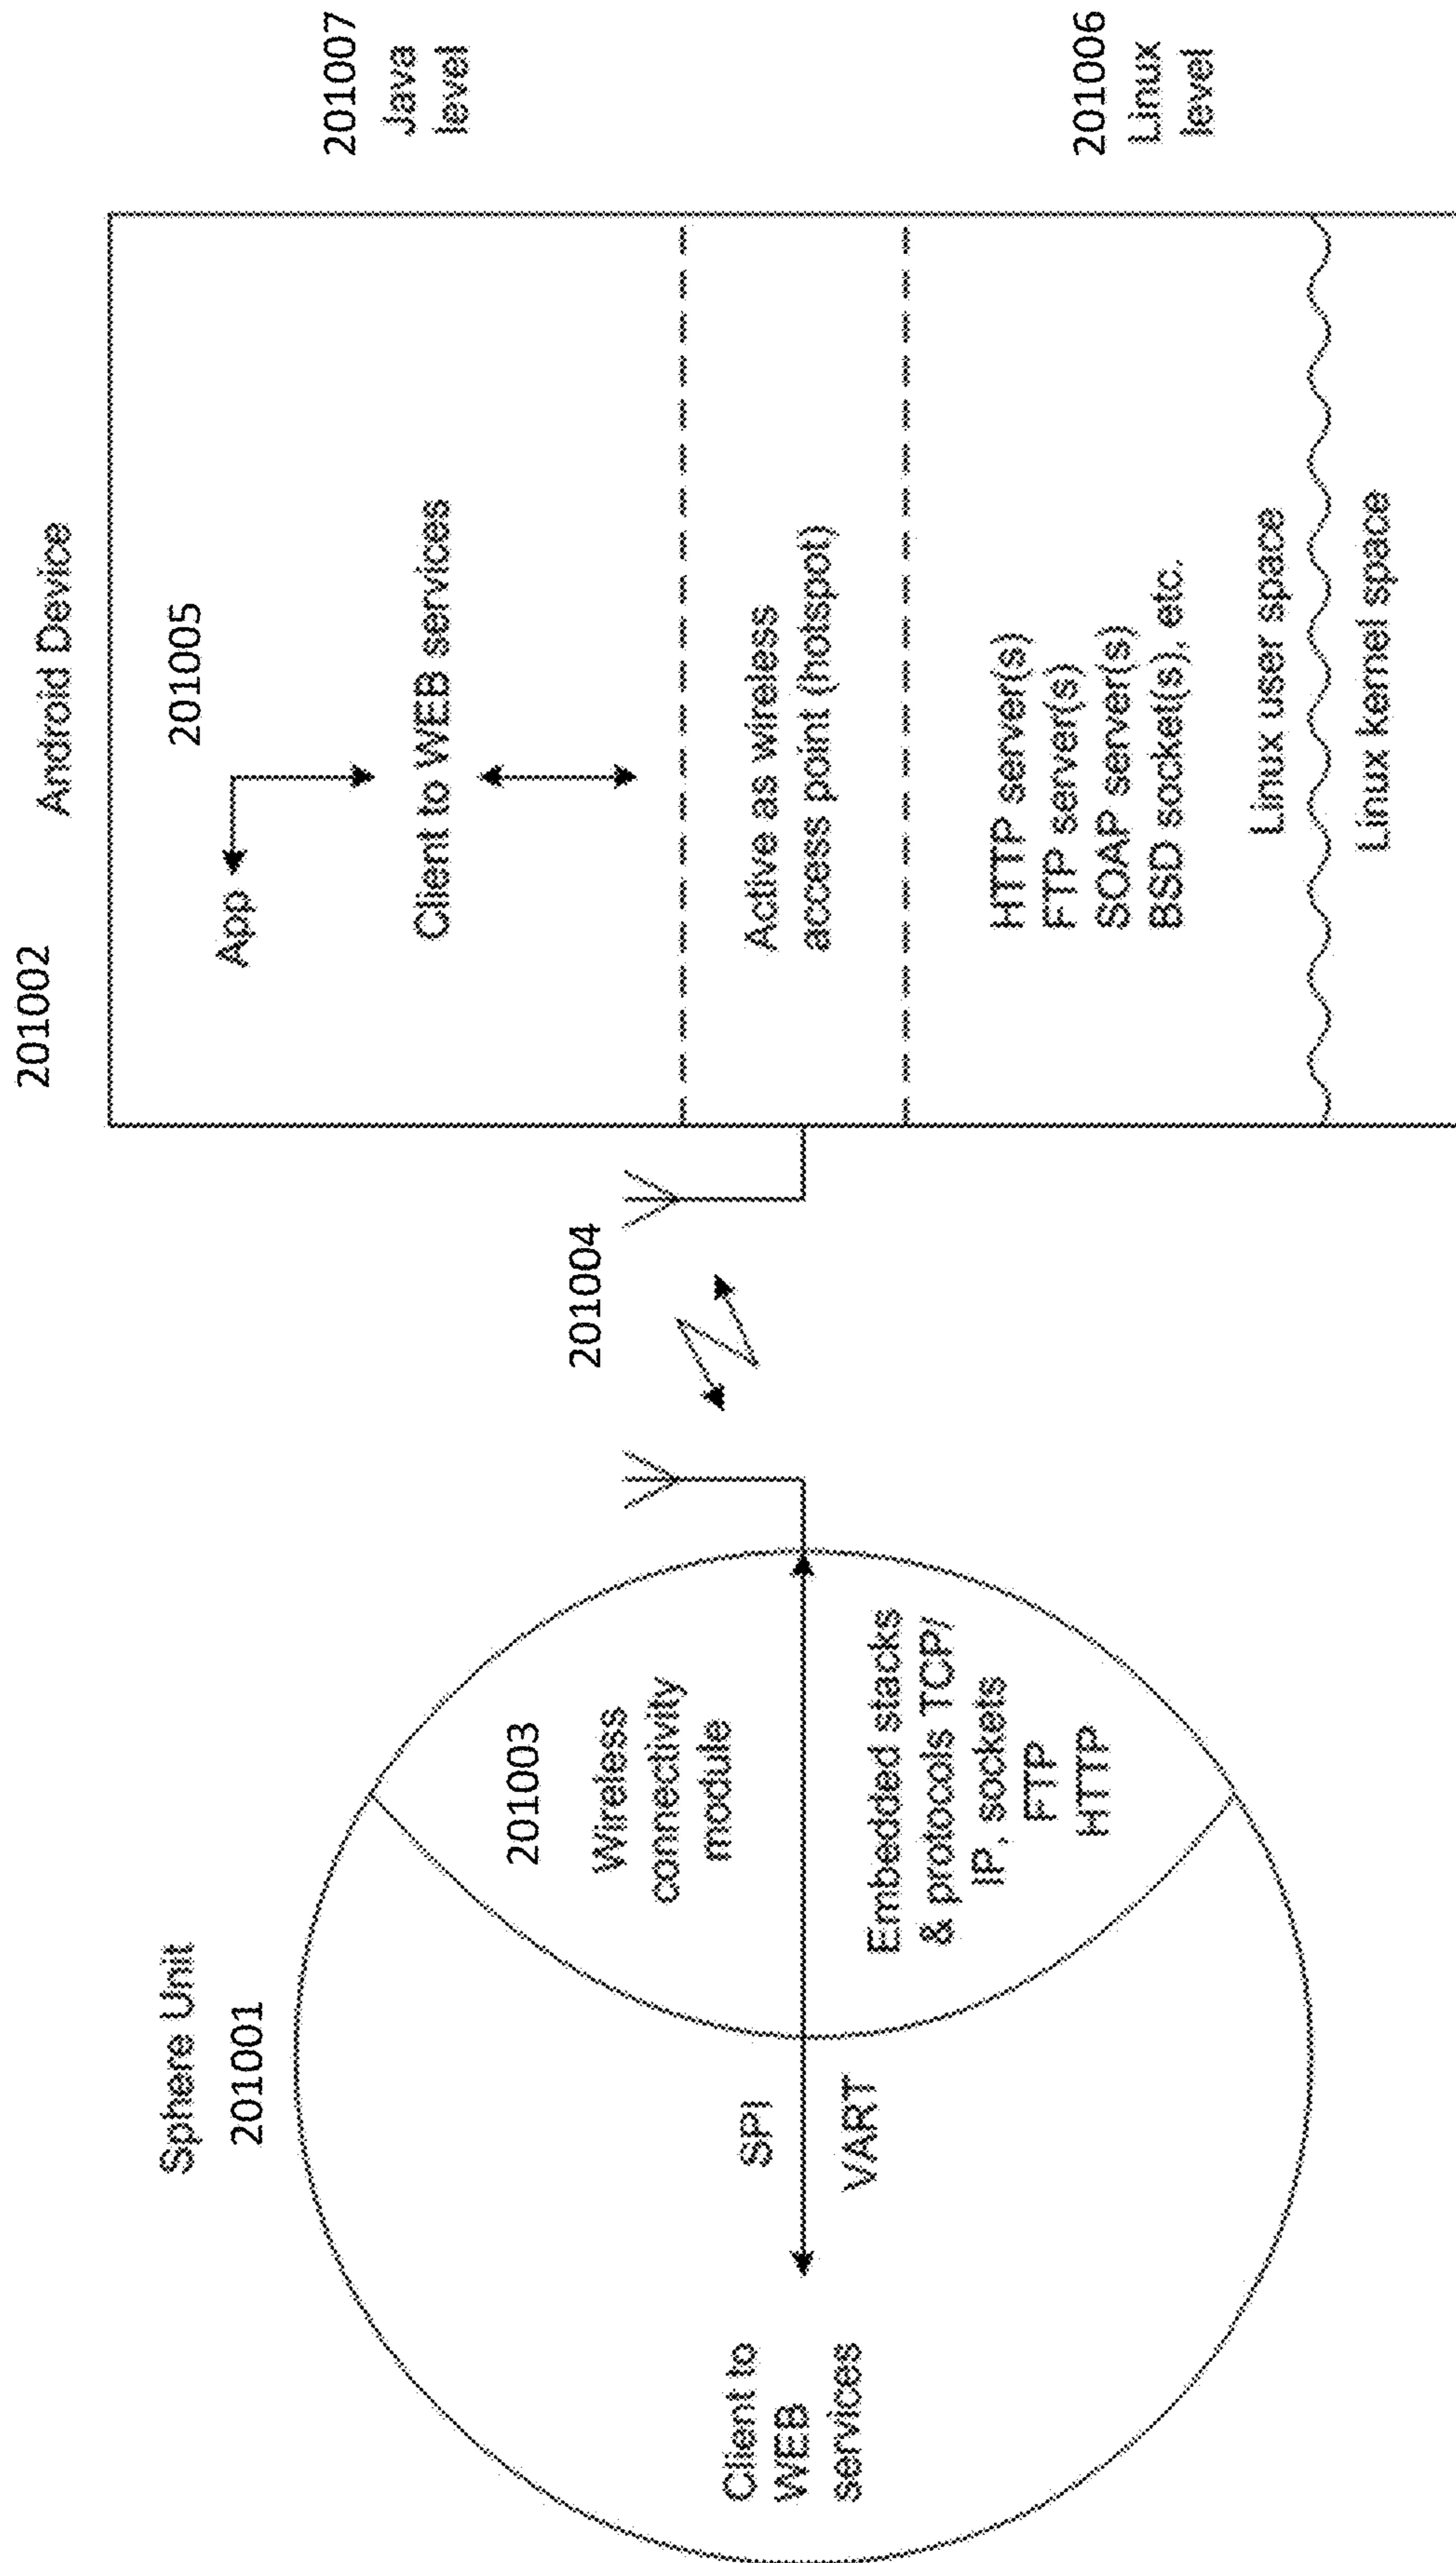 Sphere Unit
201001
Client to
WEB
services
SPI
VART
201003
Wireless
connectivity
module
Embedded stacks
& protocols TCP/
IP, sockets
FTP
HTTP
201004
201002
Android Device
201005
App
Client to WEB services
Active as wireless
access point (hotspot)
HTTP server(s)
FTP server(s)
SOAP server(s)
BSD socket(s), etc.
Linux user space
Linux kernel space
201007
Java
level
201006
Linux
level